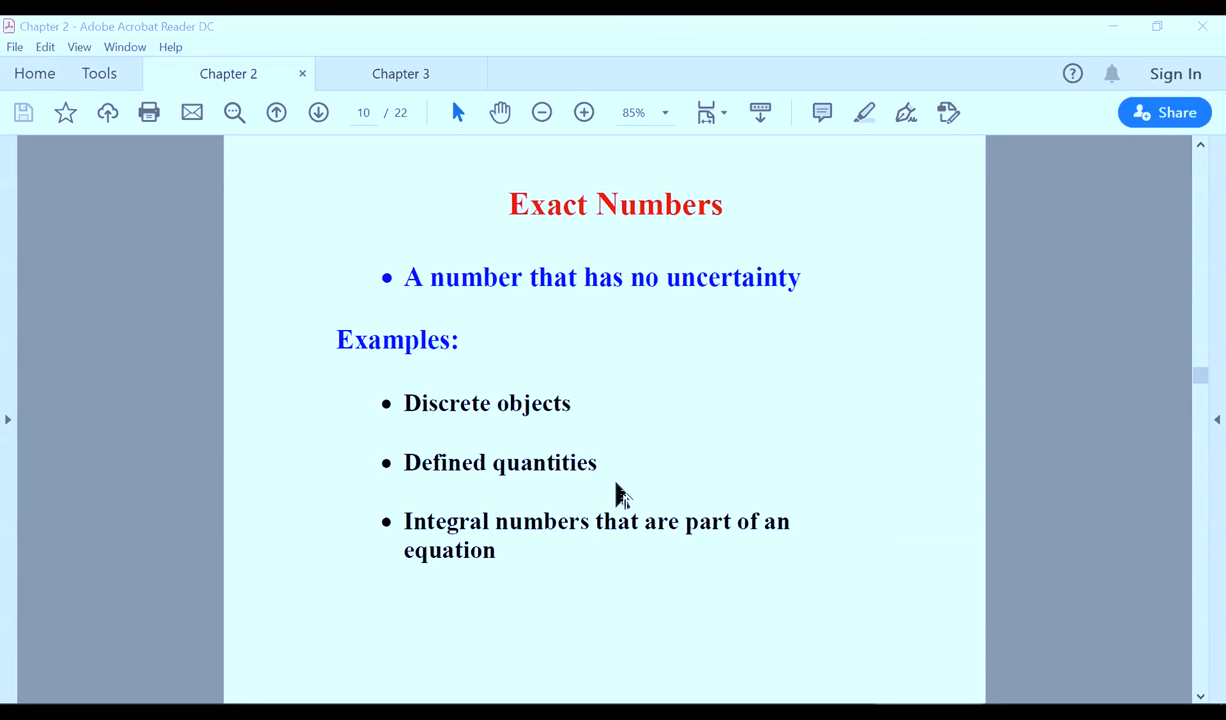 Chapter 2 - Adobe Acrobat Reader DC
File Edit View Window Help
Home Tools Chapter 2 × Chapter 3 ? Sign In
10 / 22 85% Share
Exact Numbers
• A number that has no uncertainty
Examples:
• Discrete objects
• Defined quantities
• Integral numbers that are part of an
equation